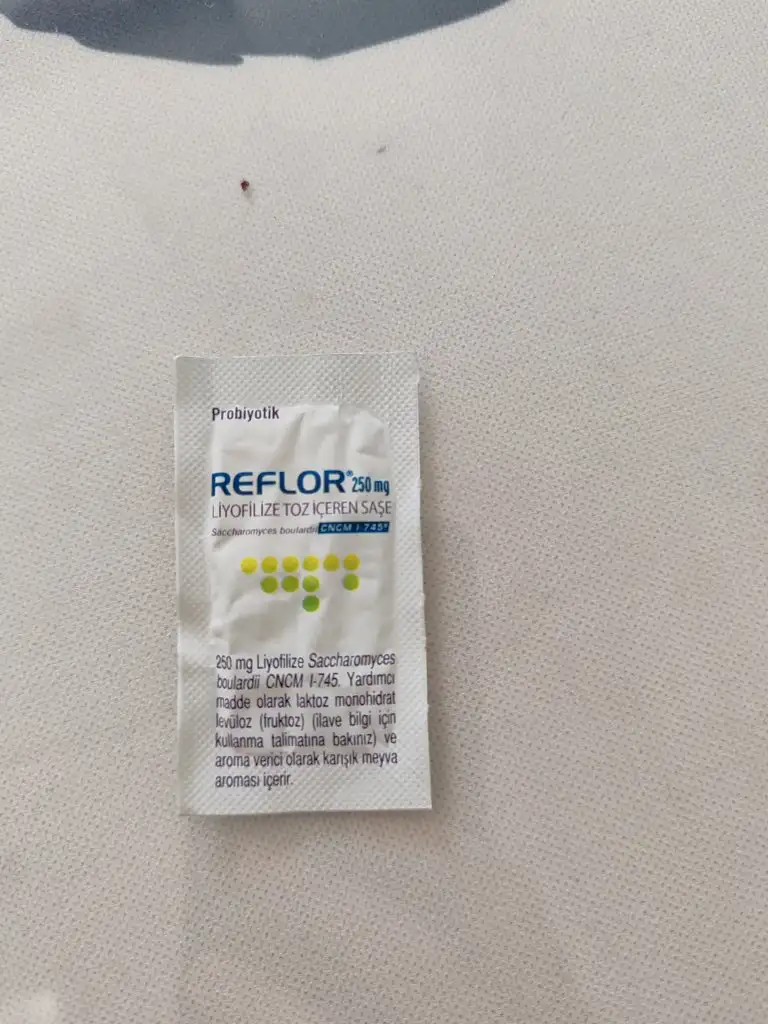 Probiyotik
REFLOR® 250 mg
LİYOFİLİZE TOZ İÇEREN SAŞE
Saccharomyces boulardii CNCM I-745®
250 mg Liyofilize Saccharomyces
boulardii CNCM I-745. Yardımcı
madde olarak laktoz monohidrat
levüloz (fruktoz) (ilave bilgi için
kullanma talimatına bakınız) ve
aroma verici olarak karışık meyva
aroması içerir.